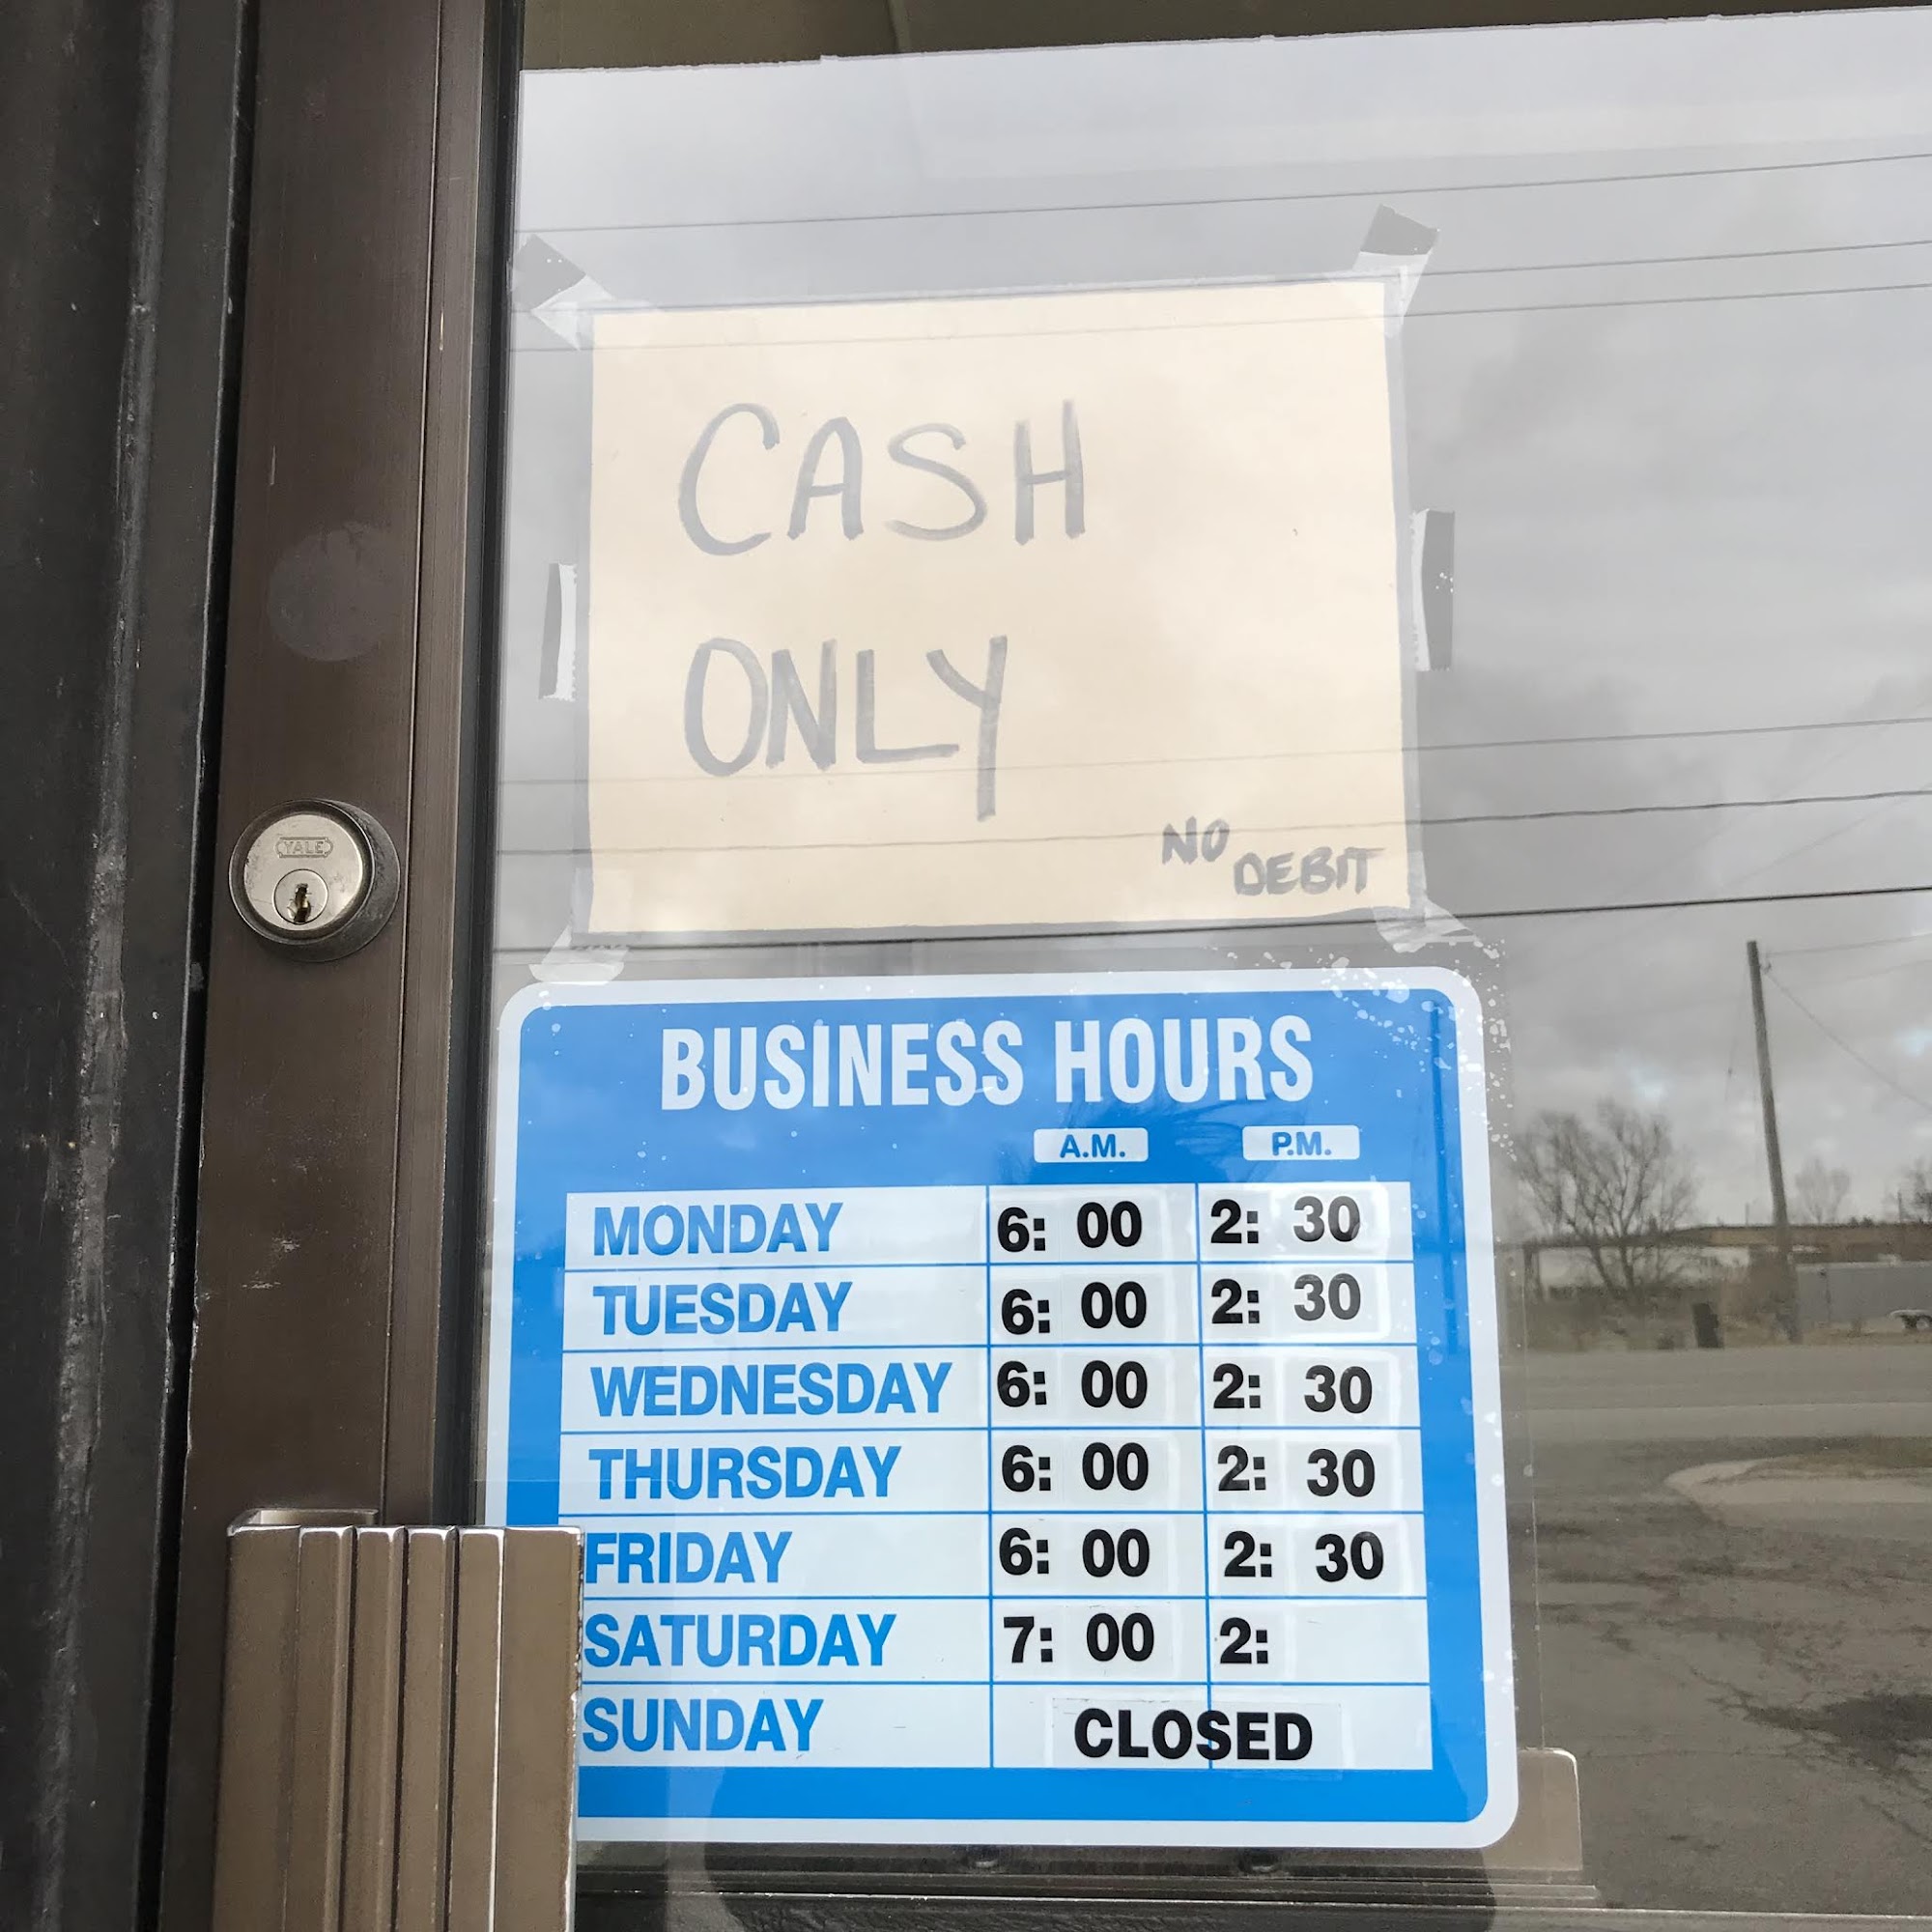 CASH
ONLY
NO
DEBIT
YALE
BUSINESS HOURS
A.M. P.M.
MONDAY 6: 00 2: 30
TUESDAY 6: 00 2: 30
WEDNESDAY 6: 00 2: 30
THURSDAY 6: 00 2: 30
FRIDAY 6: 00 2: 30
SATURDAY 7: 00 2:
SUNDAY CLOSED